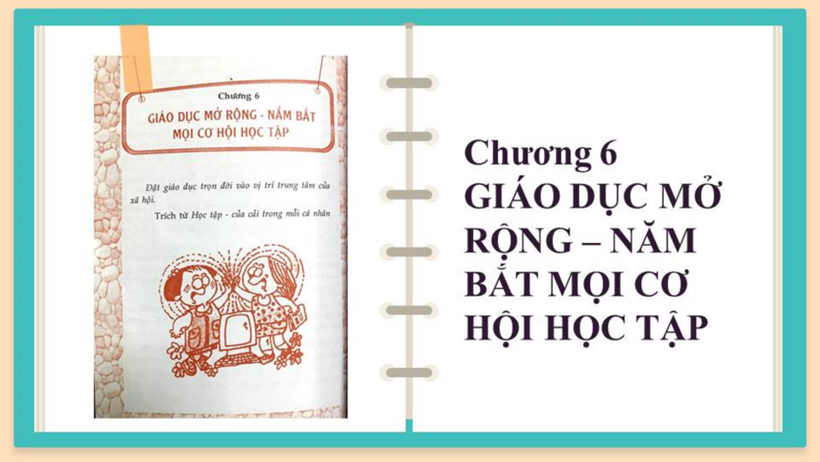 Chương 6
GIÁO DỤC MỞ RỘNG - NẮM BẮT
MỌI CƠ HỘI HỌC TẬP
Đặt giáo dục trọn đời vào vị trí trung tâm của
xã hội.
Trích từ Học tập - của cải trong mỗi cá nhân
Chương 6
GIÁO DỤC MỞ
RỘNG – NĂM
BẮT MỌI CƠ
HỘI HỌC TẬP